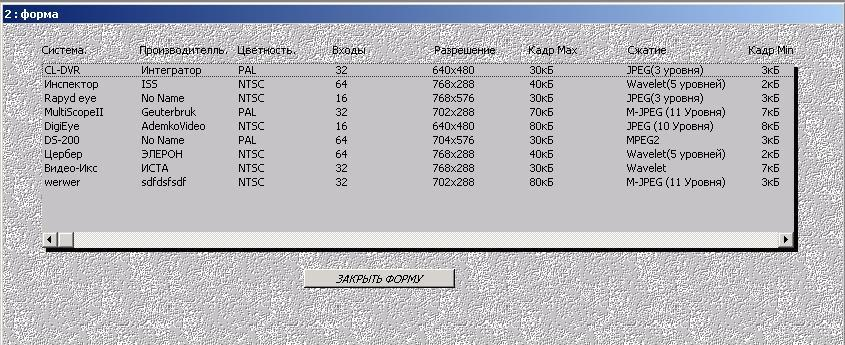 2 : форма
Система. Производителль. Цветность. Входы Разрешение Кадр Max Сжатие Кадр Min
CL-DVR Интегратор PAL 32 640x480 30кБ JPEG(3 уровня) 3кБ
Инспектор ISS NTSC 64 768x288 40кБ Wavelet(5 уровней) 2кБ
Rapyd eye No Name NTSC 16 768x576 30кБ JPEG(3 уровня) 3кБ
MultiScopeII Geuterbruk PAL 32 702x288 70кБ M-JPEG (11 Уровня) 7кБ
DigiEye AdemkoVideo NTSC 16 640x480 80кБ JPEG (10 Уровня) 8кБ
DS-200 No Name PAL 64 704x576 30кБ MPEG2 3кБ
Цербер ЭЛЕРОН NTSC 64 768x288 40кБ Wavelet(5 уровней) 2кБ
Видео-Икс ИСТА NTSC 32 768x288 30кБ Wavelet 7кБ
werwer sdfdsfsdf NTSC 32 702x288 80кБ M-JPEG (11 Уровня) 3кБ
ЗАКРЫТЬ ФОРМУ